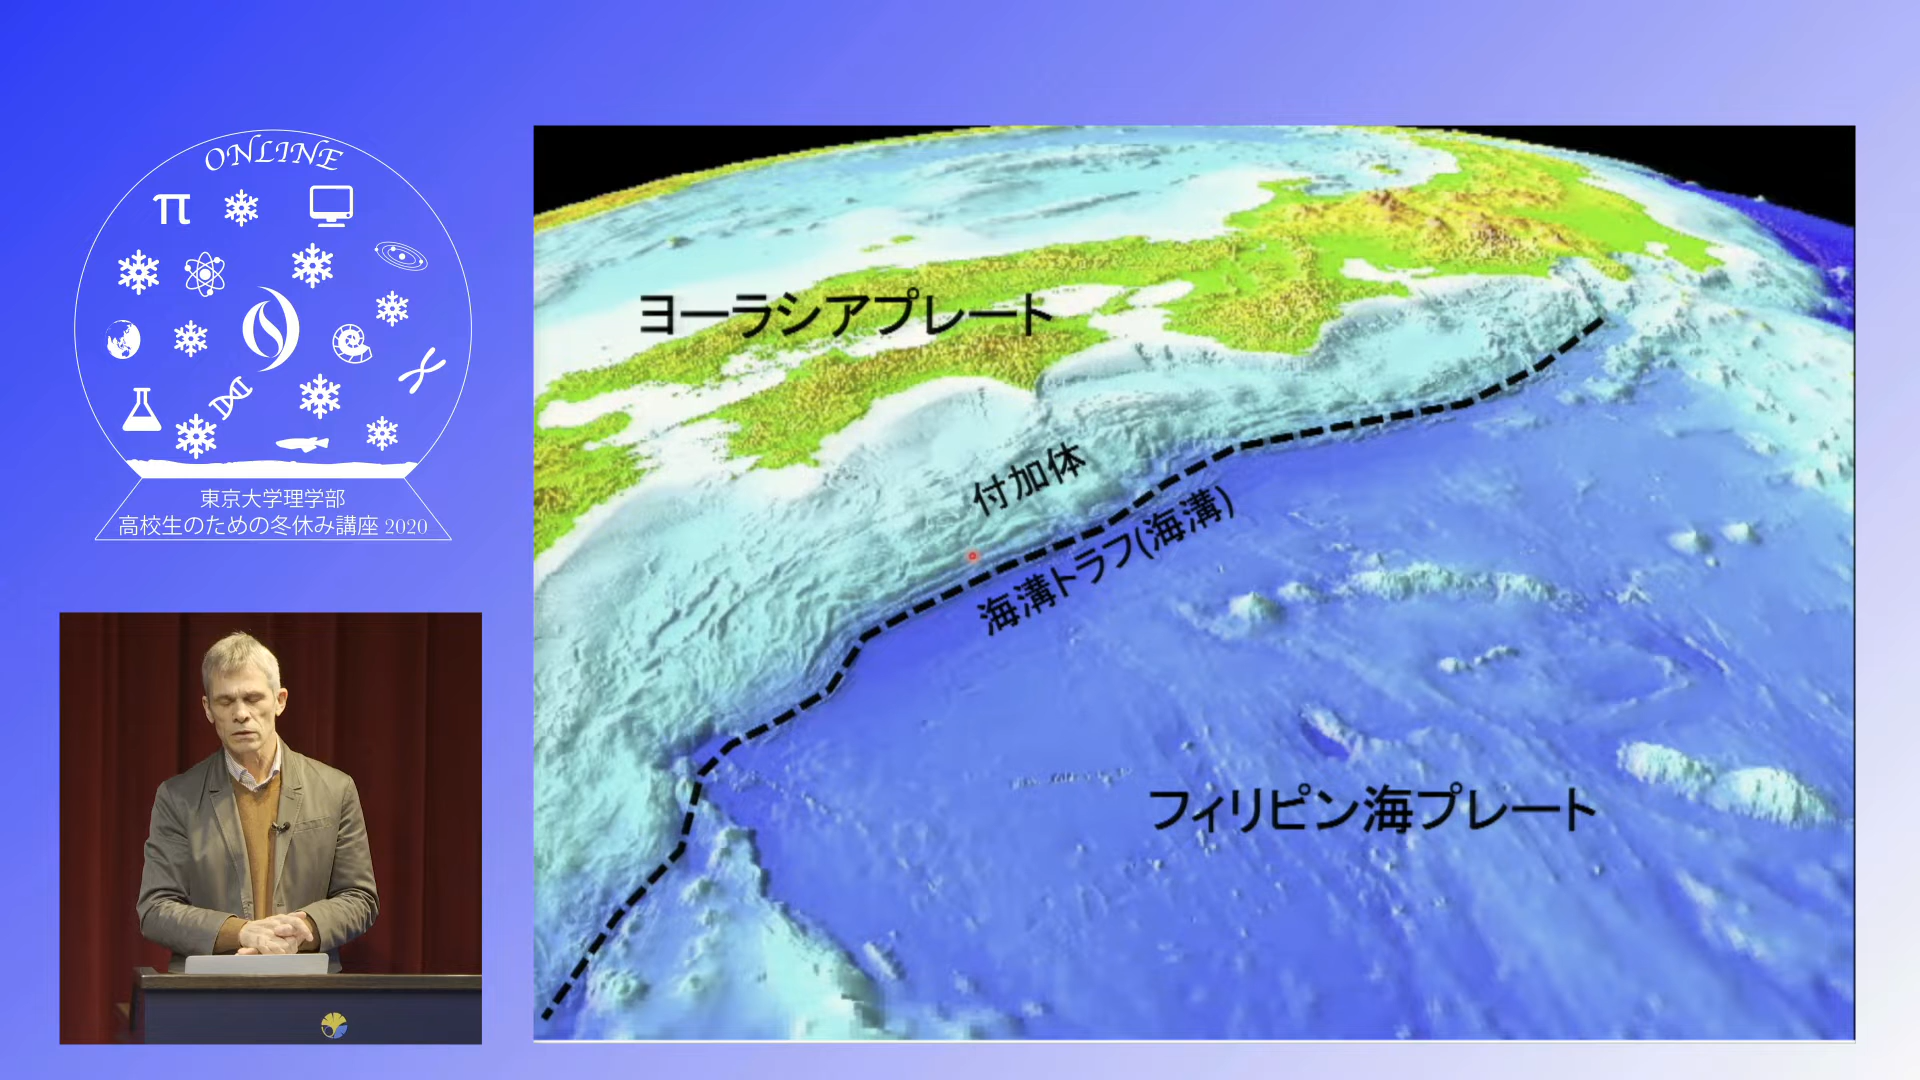 ONLINE
π
東京大学理学部
高校生のための冬休み講座 2020
ヨーラシアプレート
付加体
海溝トラフ(海溝)
フィリピン海プレート